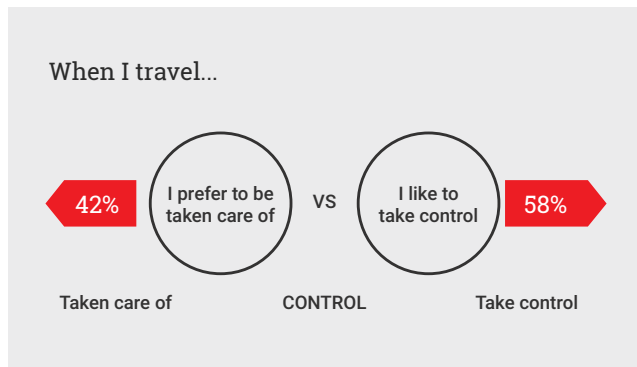 When I travel...
42%
I prefer to be
taken care of
VS
I like to
take control
58%
Taken care of
CONTROL
Take control